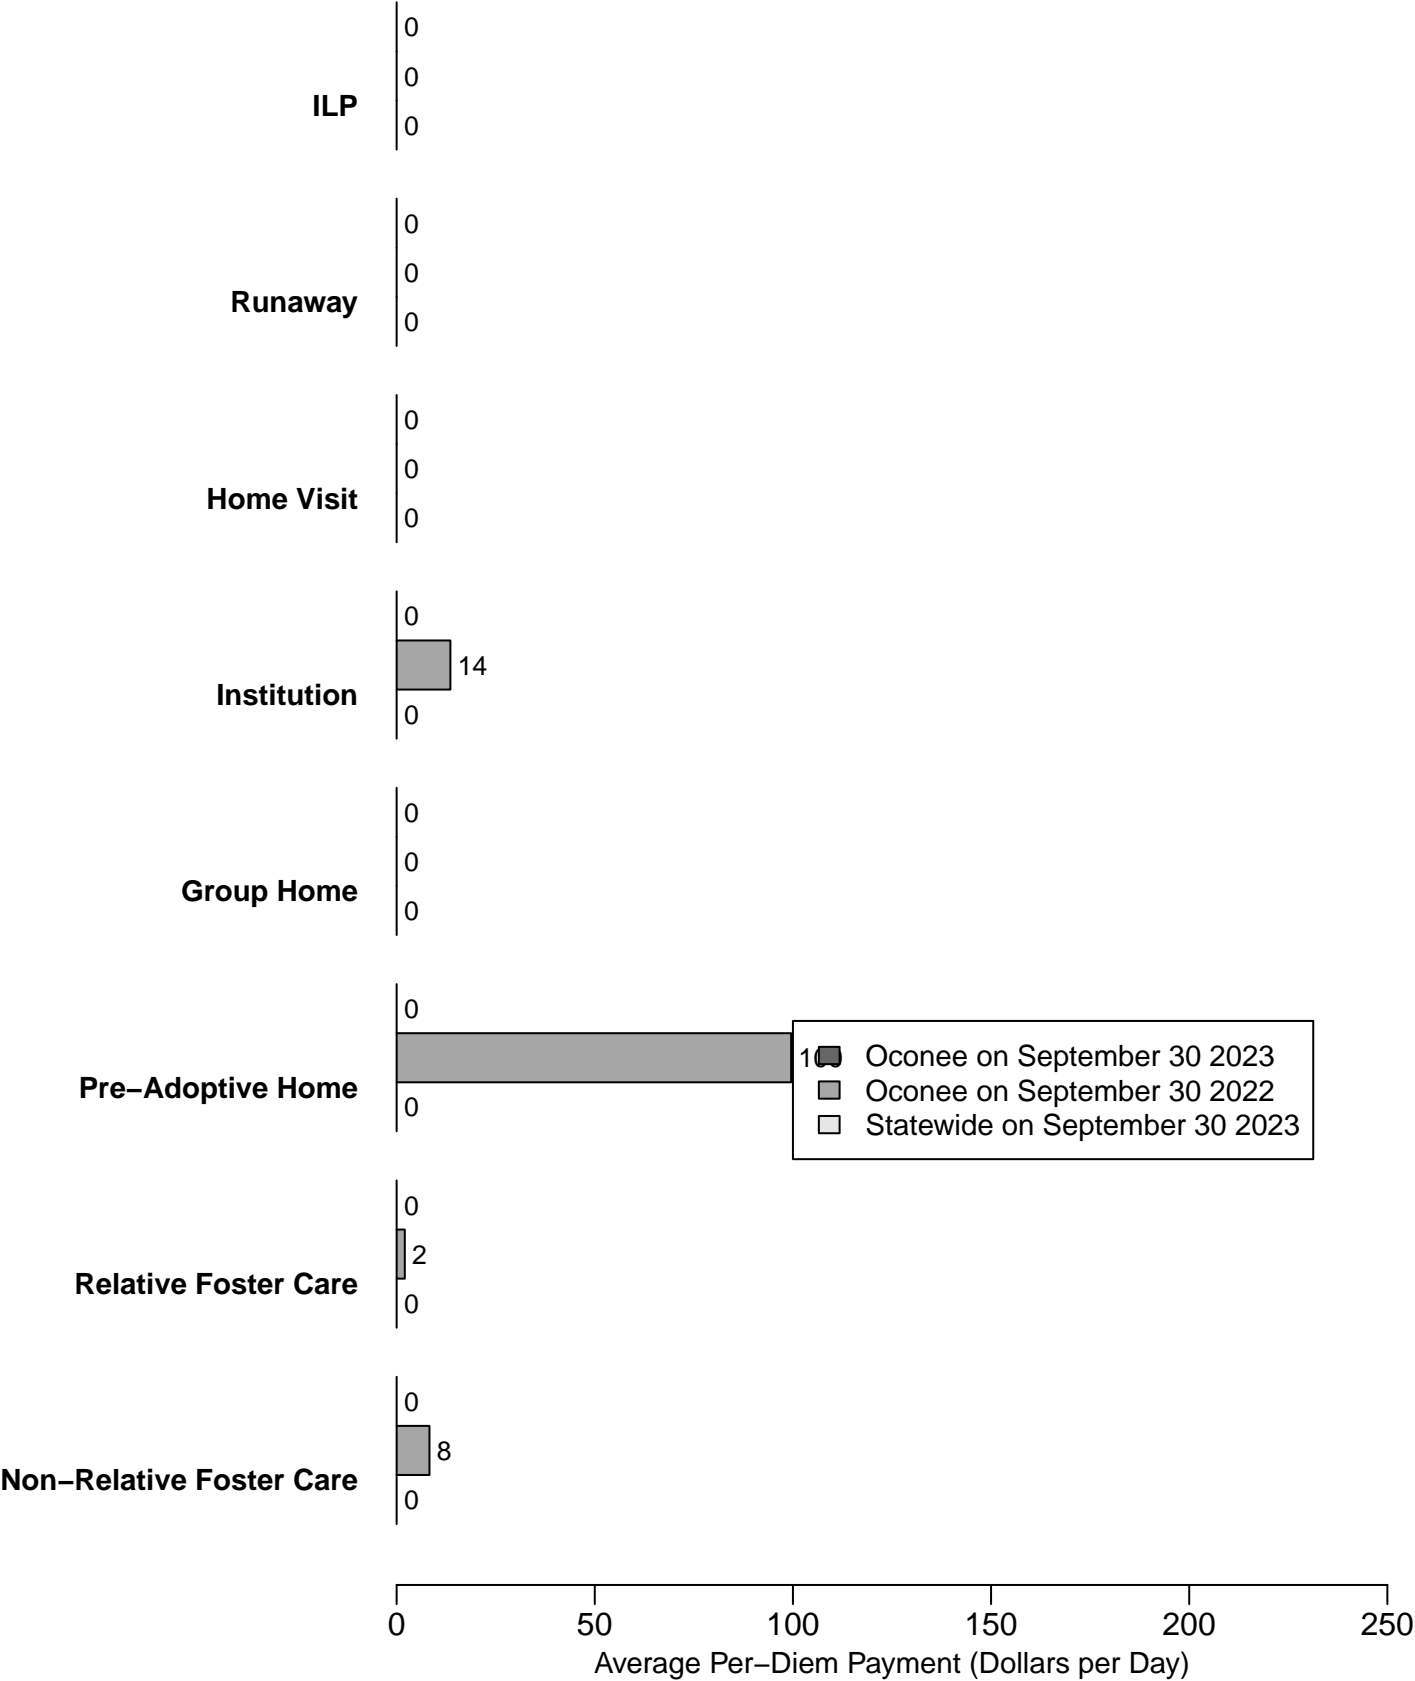 0
0
ILP
0
0
0
Runaway
0
0
0
Home Visit
0
0
14
Institution
0
0
0
Group Home
0
0
Oconee on September 30 2023
Oconee on September 30 2022
Pre−Adoptive Home
0
Statewide on September 30 2023
0
2
Relative Foster Care
0
0
8
Non−Relative Foster Care
0
0 50 100 150 200 250
Average Per−Diem Payment (Dollars per Day)